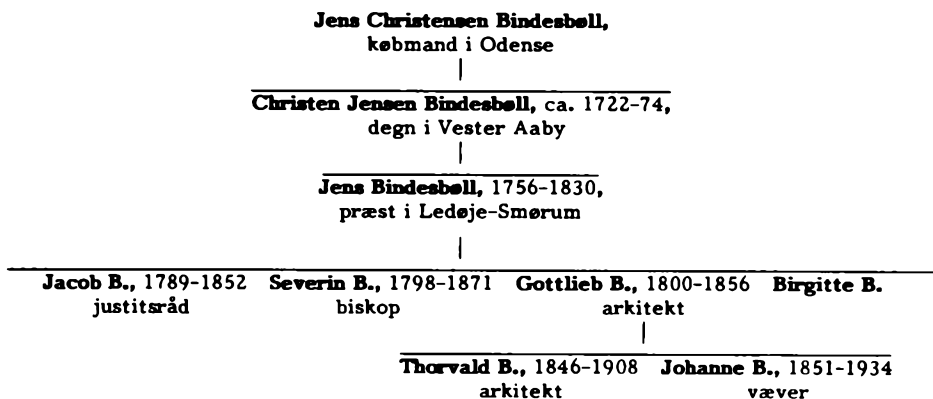 Jens Christensen Bindesbøll,
købmand i Odense
Christen Jensen Bindesbøll, ca. 1722-74,
degn i Vester Aaby
Jens Bindesbøll, 1756-1830,
præst i Ledøje-Smørum
Jacob B., 1789-1852 Severin B., 1798-1871 Gottlieb B., 1800-1856 Birgitte B.
justitsråd biskop arkitekt
Thorvald B., 1846-1908 Johanne B., 1851-1934
arkitekt væver